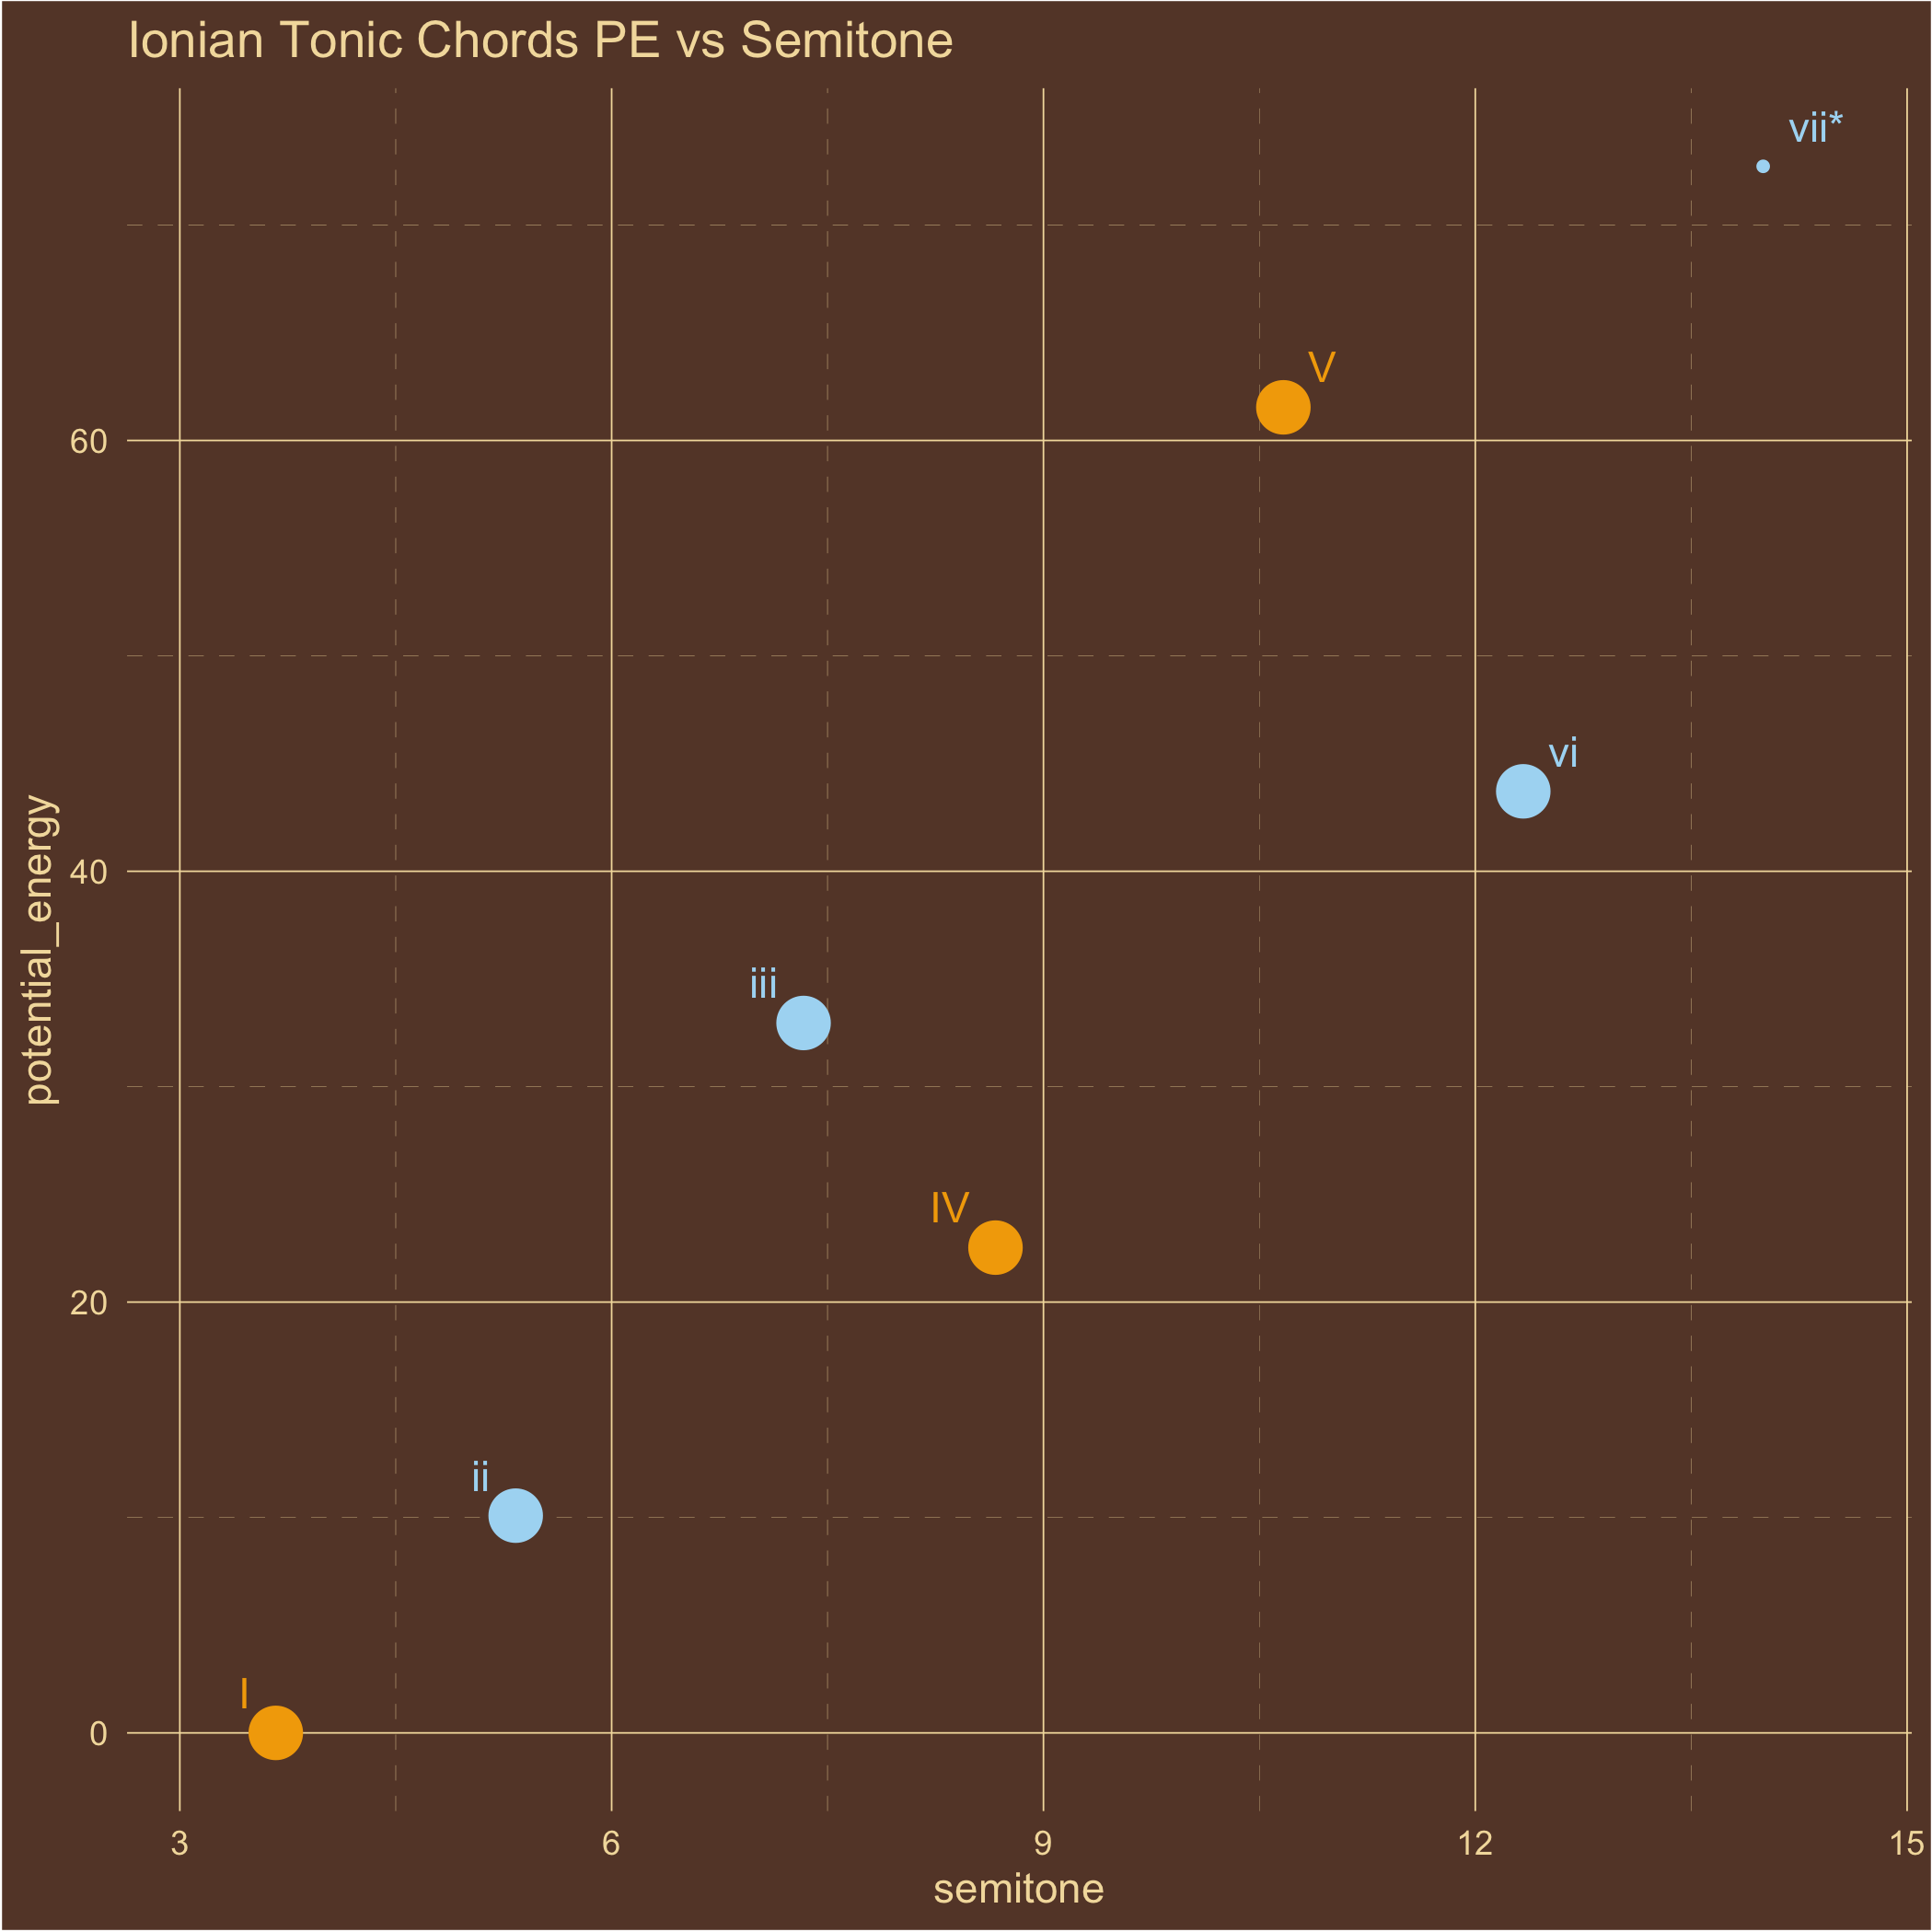 Ionian Tonic Chords PE vs Semitone
vii*
V
60
vi
40
iii
potential_energy
IV
20
ii
I
0
3 6 9 12 15
semitone